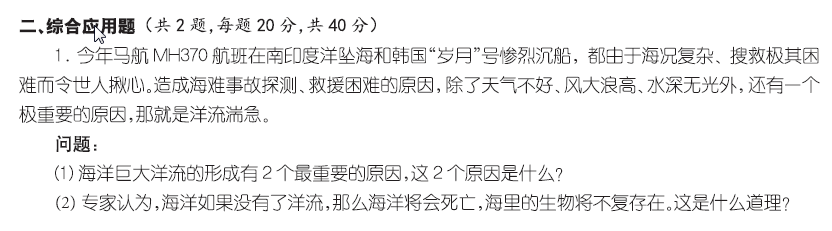 二、综合应用题（共 2 题,每题 20 分,共 40 分）
1. 今年马航 MH370 航班在南印度洋坠海和韩国“岁月”号惨烈沉船，都由于海况复杂、搜救极其困
难而令世人揪心。造成海难事故探测、救援困难的原因,除了天气不好、风大浪高、水深无光外,还有一个
极重要的原因,那就是洋流湍急。
问题：
(1) 海洋巨大洋流的形成有 2 个最重要的原因,这 2 个原因是什么?
(2) 专家认为,海洋如果没有了洋流,那么海洋将会死亡,海里的生物将不复存在。这是什么道理?